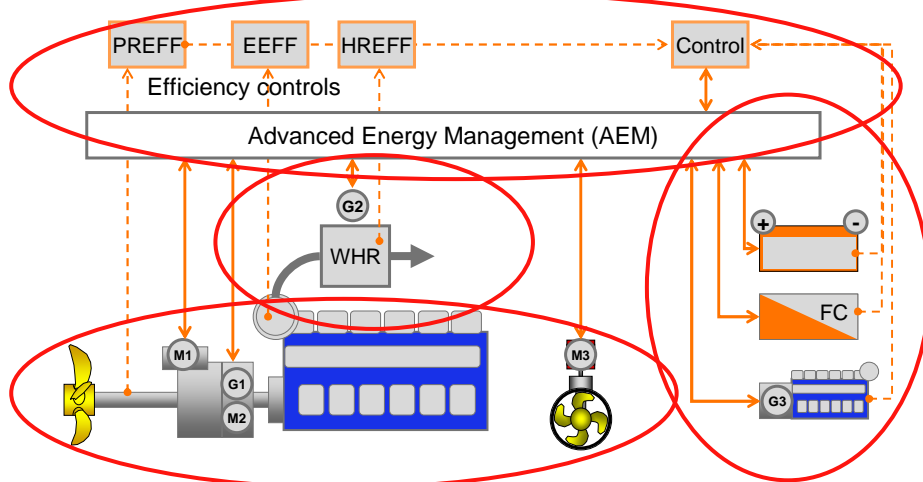 PREFF
EEFF
HREFF
Control
Efficiency controls
Advanced Energy Management (AEM)
G2
+
-
WHR
FC
M1
M3
G1
M2
G3